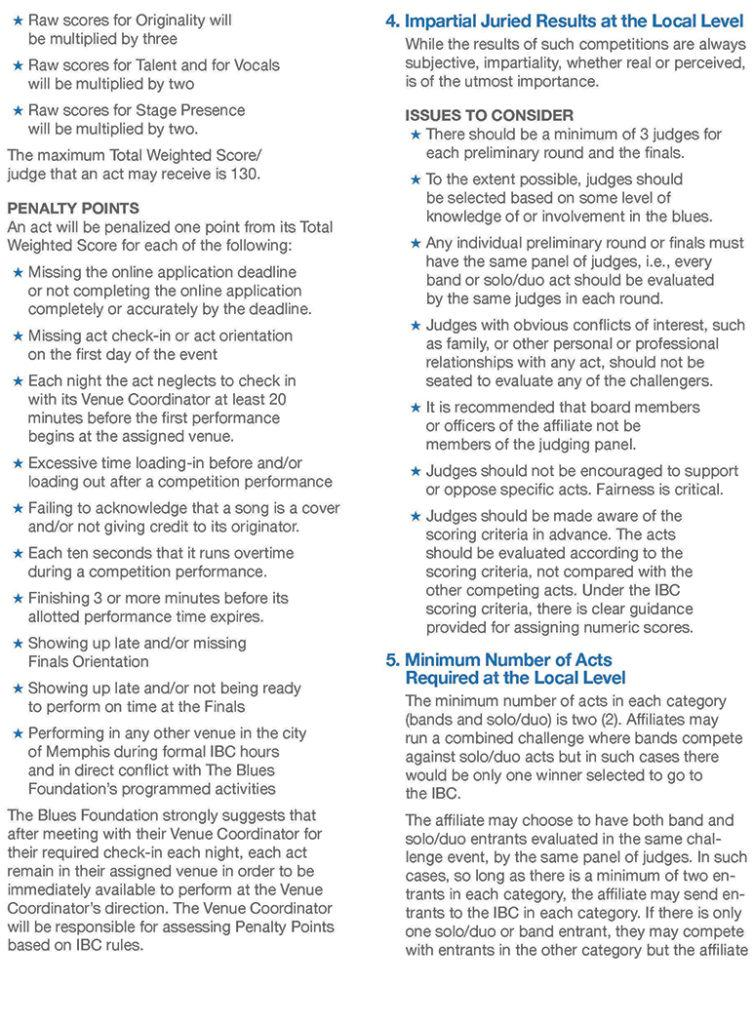 ★ Raw scores for Originality will
be multiplied by three
★ Raw scores for Talent and for Vocals
will be multiplied by two
★ Raw scores for Stage Presence
will be multiplied by two.
The maximum Total Weighted Score/
judge that an act may receive is 130.
PENALTY POINTS
An act will be penalized one point from its Total
Weighted Score for each of the following:
★ Missing the online application deadline
or not completing the online application
completely or accurately by the deadline.
★ Missing act check-in or act orientation
on the first day of the event
★ Each night the act neglects to check in
with its Venue Coordinator at least 20
minutes before the first performance
begins at the assigned venue.
★ Excessive time loading-in before and/or
loading out after a competition performance
★ Failing to acknowledge that a song is a cover
and/or not giving credit to its originator.
★ Each ten seconds that it runs overtime
during a competition performance.
★ Finishing 3 or more minutes before its
allotted performance time expires.
★ Showing up late and/or missing
Finals Orientation
★ Showing up late and/or not being ready
to perform on time at the Finals
★ Performing in any other venue in the city
of Memphis during formal IBC hours
and in direct conflict with The Blues
Foundation's programmed activities
The Blues Foundation strongly suggests that
after meeting with their Venue Coordinator for
their required check-in each night, each act
remain in their assigned venue in order to be
immediately available to perform at the Venue
Coordinator's direction. The Venue Coordinator
will be responsible for assessing Penalty Points
based on IBC rules.
4. Impartial Juried Results at the Local Level
While the results of such competitions are always
subjective, impartiality, whether real or perceived,
is of the utmost importance.
ISSUES TO CONSIDER
★ There should be a minimum of 3 judges for
each preliminary round and the finals.
★ To the extent possible, judges should
be selected based on some level of
knowledge of or involvement in the blues.
★ Any individual preliminary round or finals must
have the same panel of judges, i.e., every
band or solo/duo act should be evaluated
by the same judges in each round.
★ Judges with obvious conflicts of interest, such
as family, or other personal or professional
relationships with any act, should not be
seated to evaluate any of the challengers.
★ It is recommended that board members
or officers of the affiliate not be
members of the judging panel.
★ Judges should not be encouraged to support
or oppose specific acts. Fairness is critical.
★ Judges should be made aware of the
scoring criteria in advance. The acts
should be evaluated according to the
scoring criteria, not compared with the
other competing acts. Under the IBC
scoring criteria, there is clear guidance
provided for assigning numeric scores.
5. Minimum Number of Acts
Required at the Local Level
The minimum number of acts in each category
(bands and solo/duo) is two (2). Affiliates may
run a combined challenge where bands compete
against solo/duo acts but in such cases there
would be only one winner selected to go to
the IBC.
The affiliate may choose to have both band and
solo/duo entrants evaluated in the same chal-
lenge event, by the same panel of judges. In such
cases, so long as there is a minimum of two en-
trants in each category, the affiliate may send en-
trants to the IBC in each category. If there is only
one solo/duo or band entrant, they may compete
with entrants in the other category but the affiliate